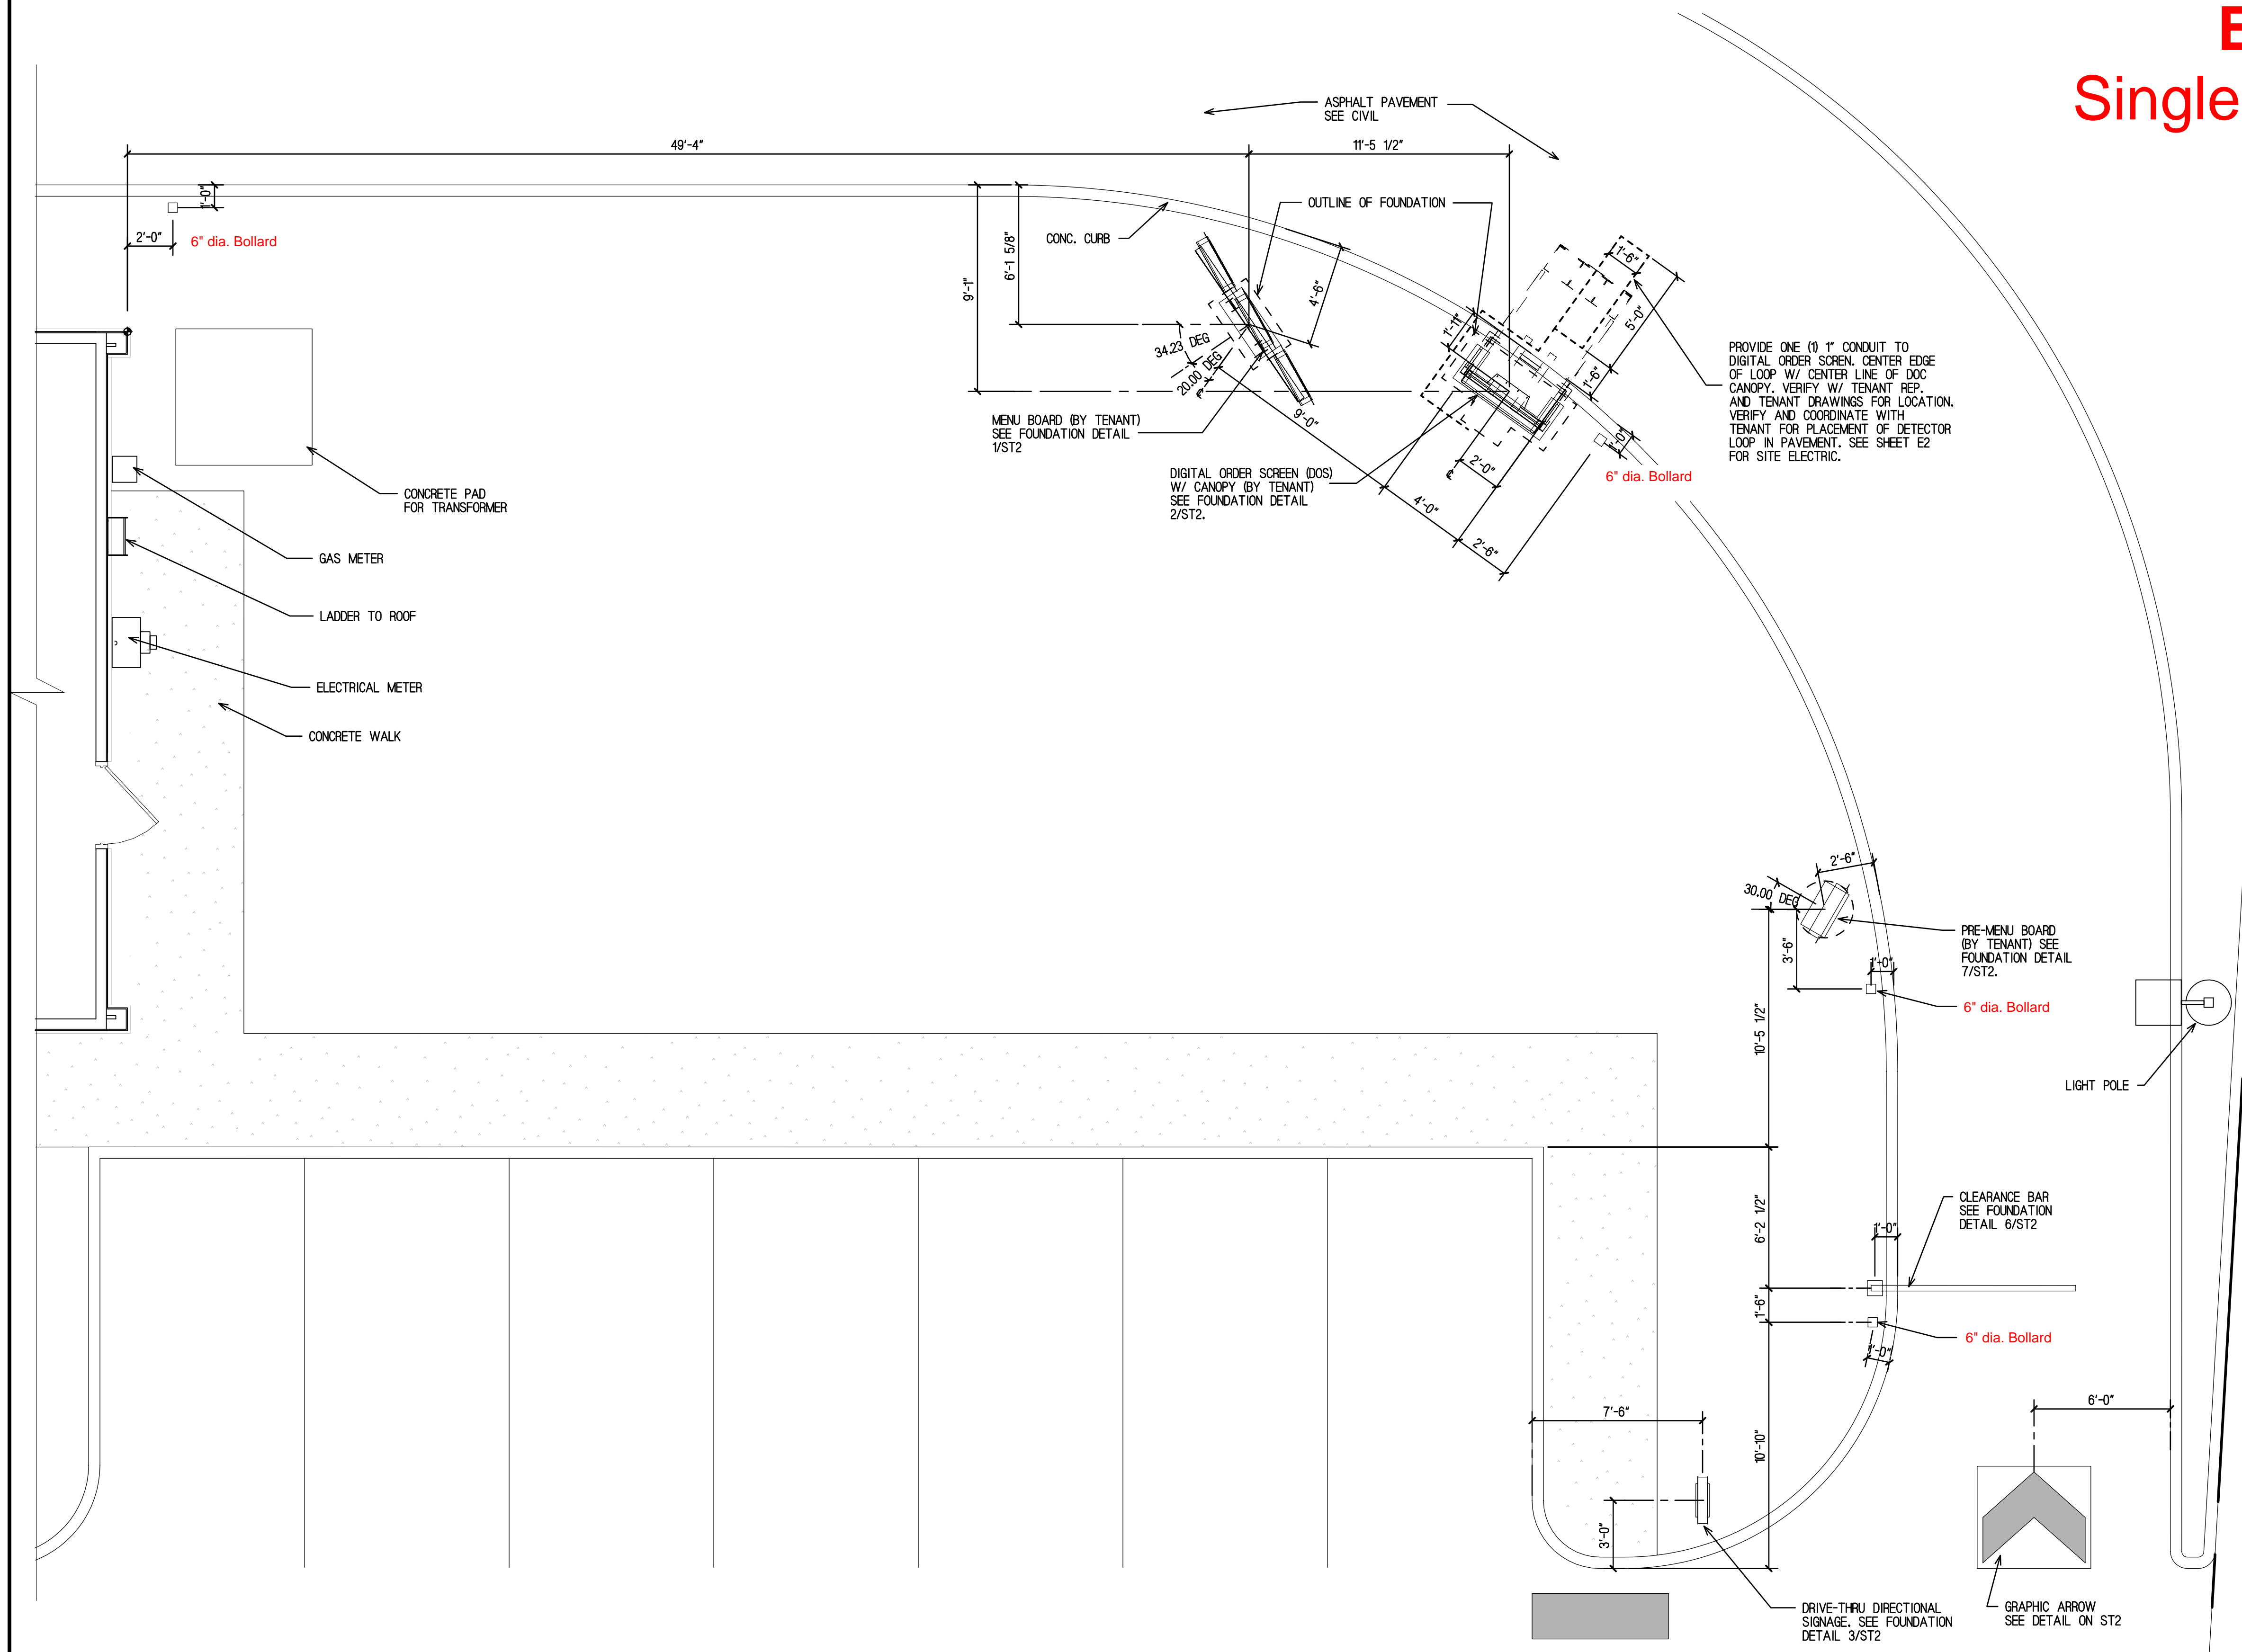 E
Single
ASPHALT PAVEMENT
SEE CIVIL
49'-4"
11'-5 1/2"
1'-0"
2'-0"
6" dia. Bollard
OUTLINE OF FOUNDATION
CONC. CURB
6'-1 5/8"
9'-1"
4'-6"
34.23 DEG
20.00 DEG
1'-6"
5'-0"
1'-11"
1'-6"
9'-0"
1'-0"
PROVIDE ONE (1) 1" CONDUIT TO
DIGITAL ORDER SCREN. CENTER EDGE
OF LOOP W/ CENTER LINE OF DOC
CANOPY. VERIFY W/ TENANT REP.
AND TENANT DRAWINGS FOR LOCATION.
VERIFY AND COORDINATE WITH
TENANT FOR PLACEMENT OF DETECTOR
LOOP IN PAVEMENT. SEE SHEET E2
FOR SITE ELECTRIC.
MENU BOARD (BY TENANT)
SEE FOUNDATION DETAIL
1/ST2
DIGITAL ORDER SCREEN (DOS)
W/ CANOPY (BY TENANT)
SEE FOUNDATION DETAIL
2/ST2.
2'-0"
6" dia. Bollard
4'-0"
2'-6"
CONCRETE PAD
FOR TRANSFORMER
GAS METER
LADDER TO ROOF
ELECTRICAL METER
CONCRETE WALK
2'-6"
30.00 DEG
3'-6"
1'-0"
PRE-MENU BOARD
(BY TENANT) SEE
FOUNDATION DETAIL
7/ST2.
6" dia. Bollard
10'-5 1/2"
LIGHT POLE
6'-2 1/2"
1'-0"
CLEARANCE BAR
SEE FOUNDATION
DETAIL 6/ST2
1'-6"
6" dia. Bollard
1'-0"
7'-6"
6'-0"
10'-10"
3'-0"
DRIVE-THRU DIRECTIONAL
SIGNAGE. SEE FOUNDATION
DETAIL 3/ST2
GRAPHIC ARROW
SEE DETAIL ON ST2